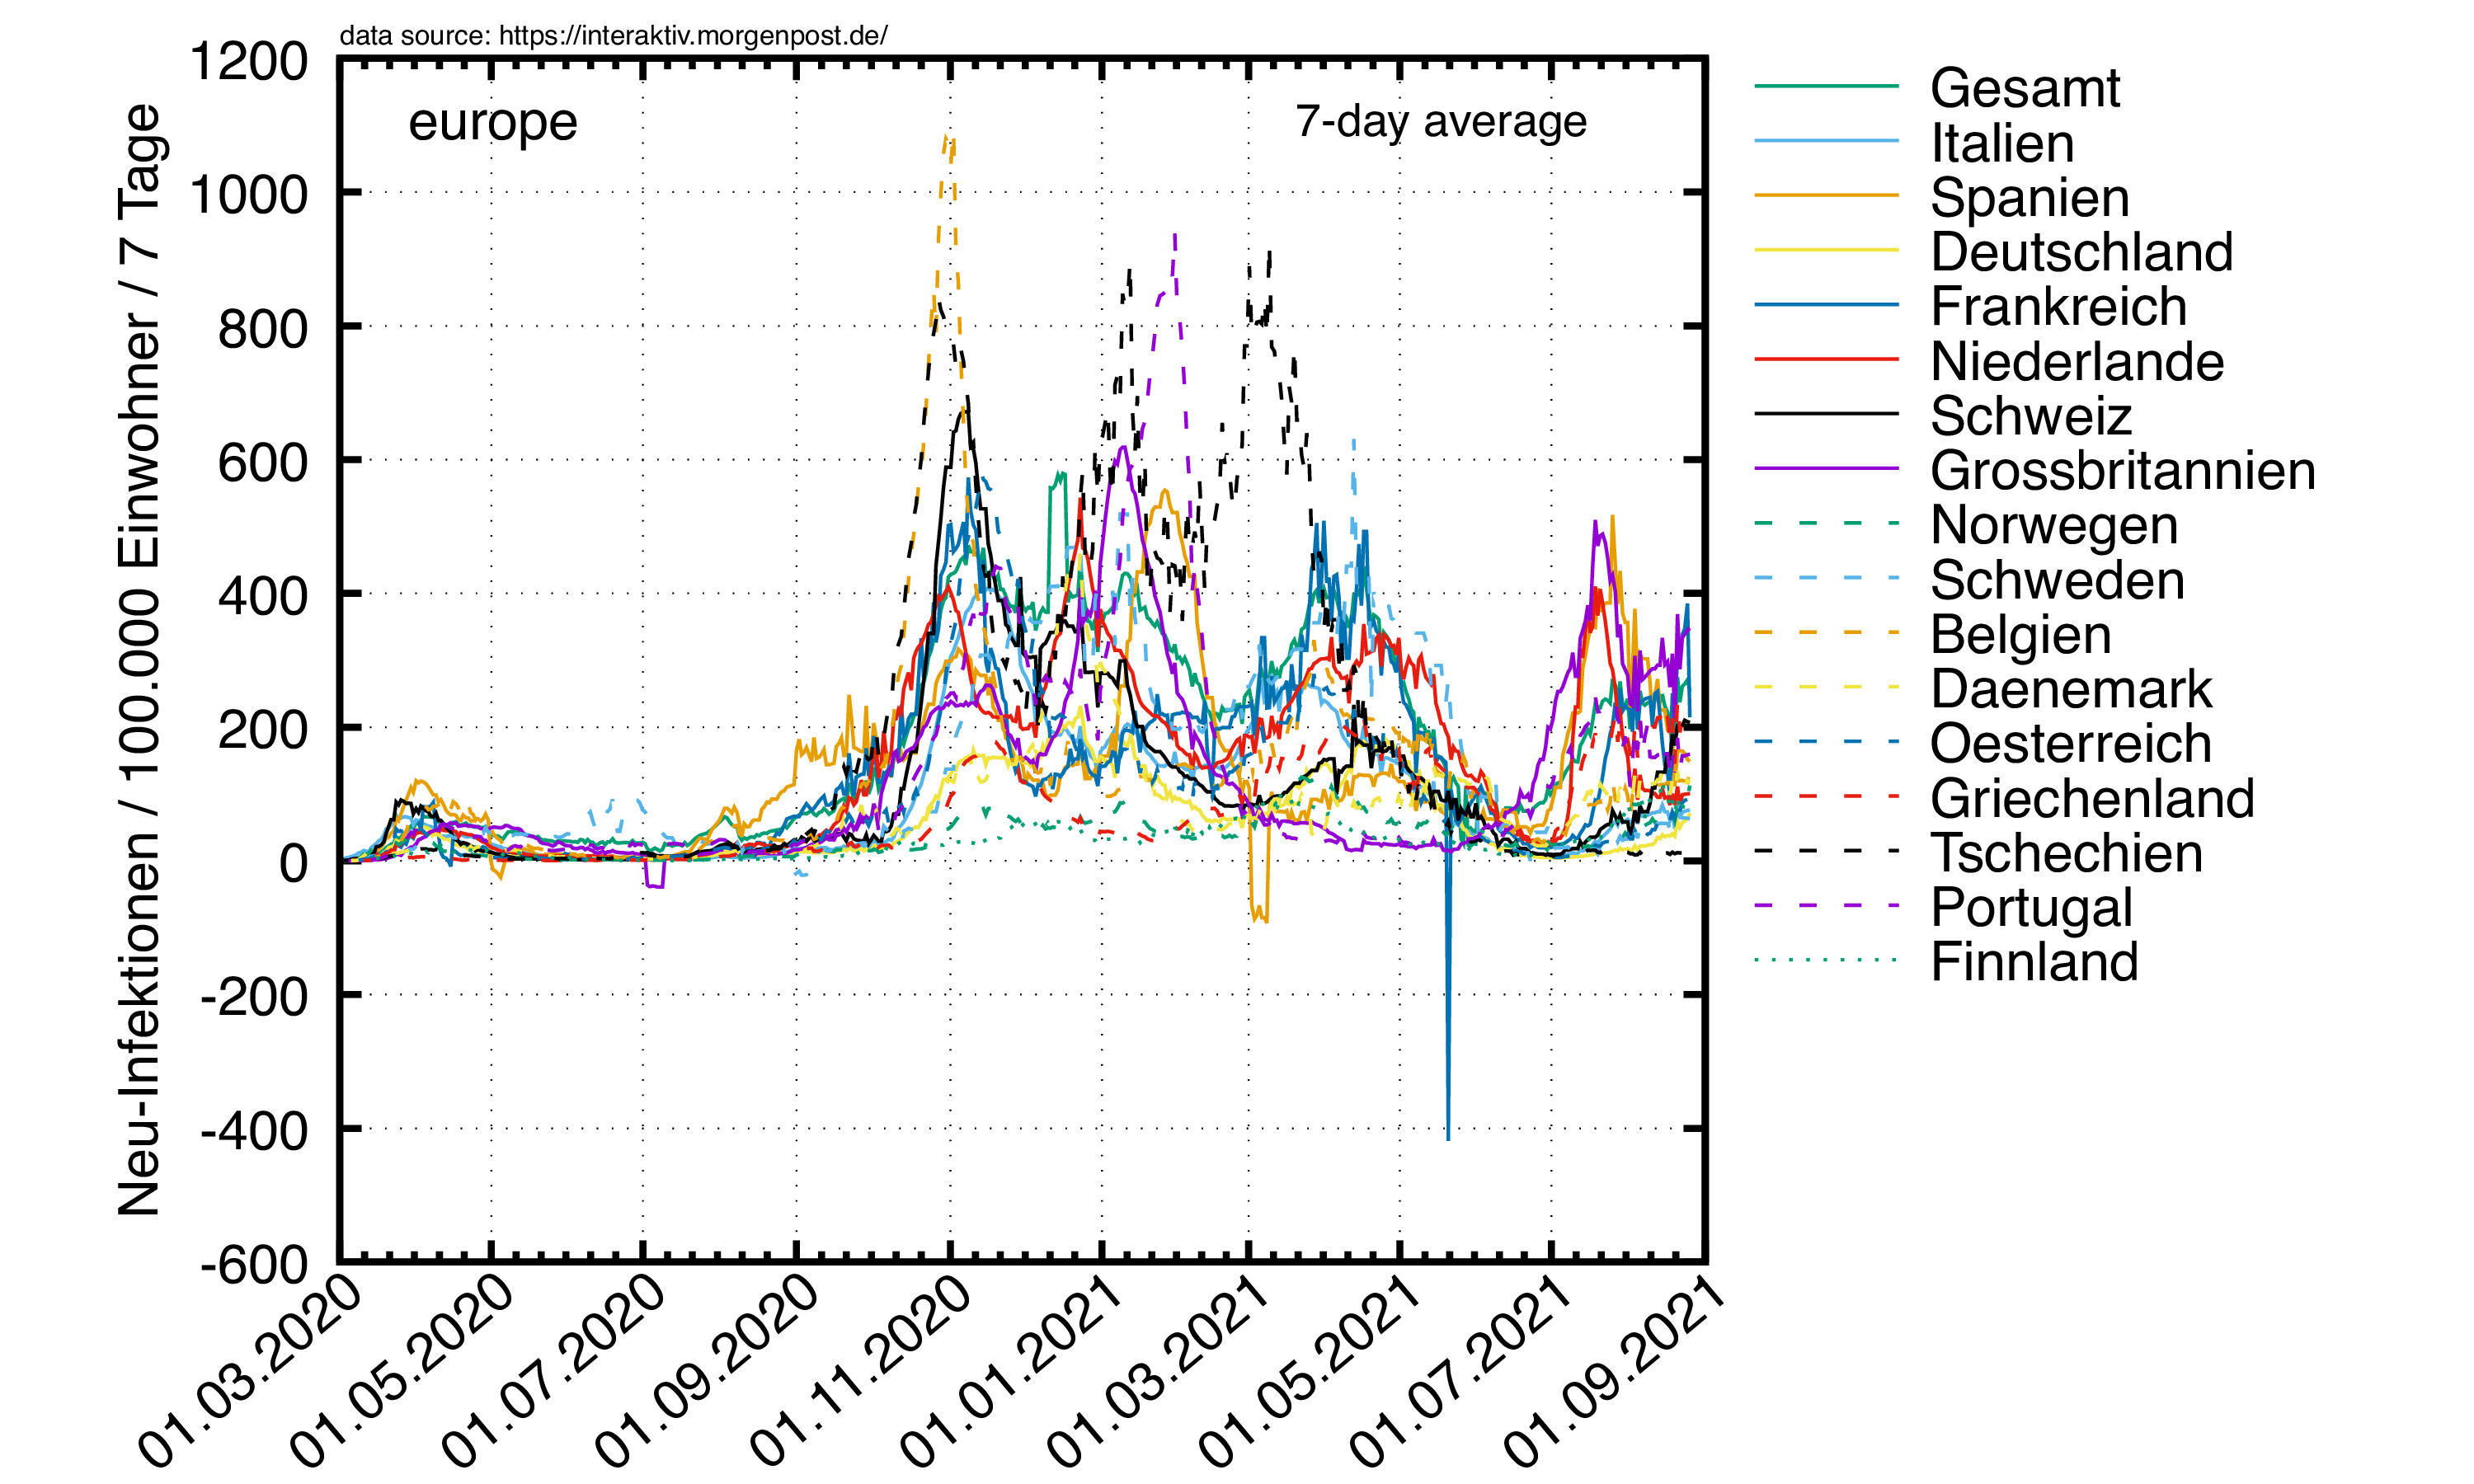 data source: https://interaktiv.morgenpost.de/
europe
7-day average
Neu-Infektionen / 100.000 Einwohner / 7 Tage
1200
1000
800
600
400
200
0
-200
-400
-600
01.03.2020
01.05.2020
01.07.2020
01.09.2020
01.11.2020
01.01.2021
01.03.2021
01.05.2021
01.07.2021
01.09.2021
Gesamt
Italien
Spanien
Deutschland
Frankreich
Niederlande
Schweiz
Grossbritannien
Norwegen
Schweden
Belgien
Daenemark
Oesterreich
Griechenland
Tschechien
Portugal
Finnland